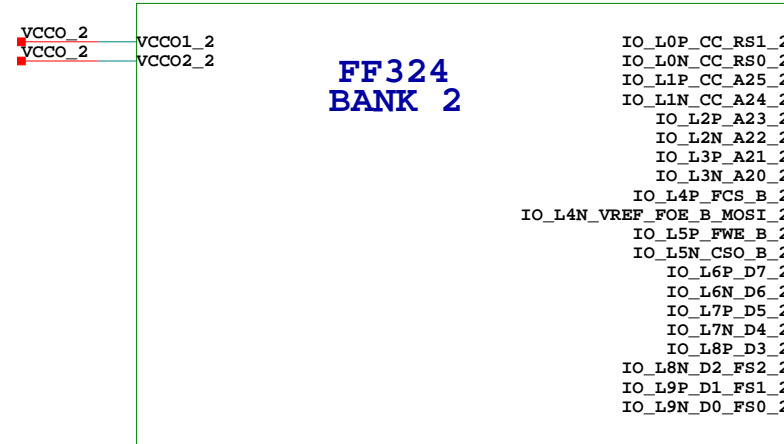 VCCO_2
VCCO_2
VCCO1_2
VCCO2_2
FF324
BANK 2
IO_L0P_CC_RS1_2
IO_L0N_CC_RS0_2
IO_L1P_CC_A25_2
IO_L1N_CC_A24_2
IO_L2P_A23_2
IO_L2N_A22_2
IO_L3P_A21_2
IO_L3N_A20_2
IO_L4P_FCS_B_2
IO_L4N_VREF_FOE_B_MOSI_2
IO_L5P_FWE_B_2
IO_L5N_CSO_B_2
IO_L6P_D7_2
IO_L6N_D6_2
IO_L7P_D5_2
IO_L7N_D4_2
IO_L8P_D3_2
IO_L8N_D2_FS2_2
IO_L9P_D1_FS1_2
IO_L9N_D0_FS0_2